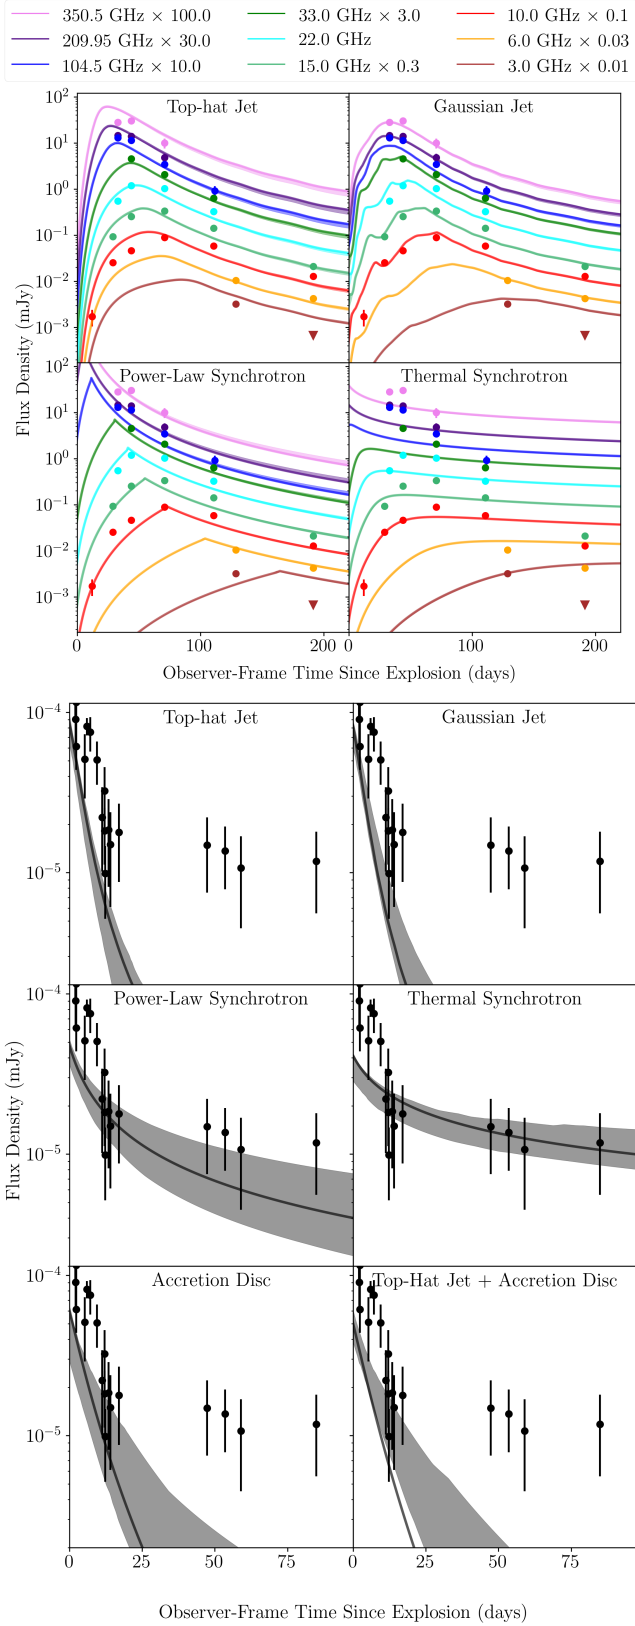 350.5 GHz × 100.0 33.0 GHz × 3.0 10.0 GHz × 0.1
209.95 GHz × 30.0 22.0 GHz 6.0 GHz × 0.03
104.5 GHz × 10.0 15.0 GHz × 0.3 3.0 GHz × 0.01
Top-hat Jet Gaussian Jet
10²
10¹
10⁰
10⁻¹
10⁻²
10⁻³
Flux Density (mJy)
Power-Law Synchrotron Thermal Synchrotron
10²
10¹
10⁰
10⁻¹
10⁻²
10⁻³
0 100 200 0 100 200
Observer-Frame Time Since Explosion (days)
Top-hat Jet Gaussian Jet
10⁻⁴
10⁻⁵
Power-Law Synchrotron Thermal Synchrotron
10⁻⁴
10⁻⁵
Flux Density (mJy)
Accretion Disc Top-Hat Jet + Accretion Disc
10⁻⁴
10⁻⁵
0 25 50 75 0 25 50 75
Observer-Frame Time Since Explosion (days)